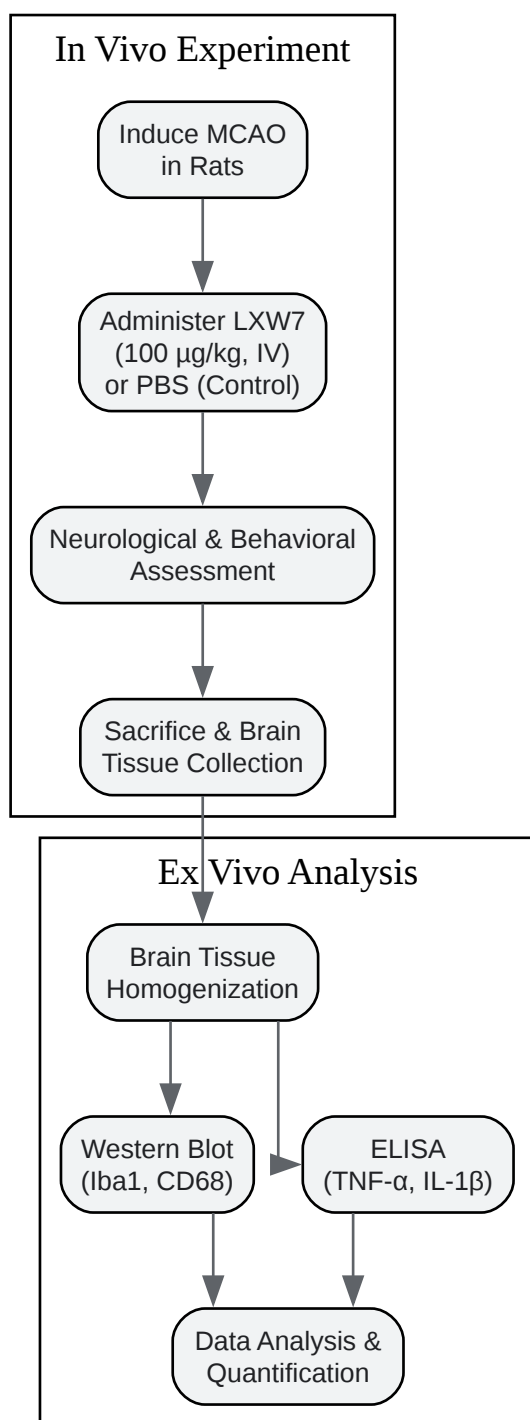 In Vivo Experiment
Induce MCAO
in Rats
Administer LXW7
(100 µg/kg, IV)
or PBS (Control)
Neurological & Behavioral
Assessment
Sacrifice & Brain
Tissue Collection
Ex Vivo Analysis
Brain Tissue
Homogenization
Western Blot
(Iba1, CD68)
ELISA
(TNF-α, IL-1β)
Data Analysis &
Quantification